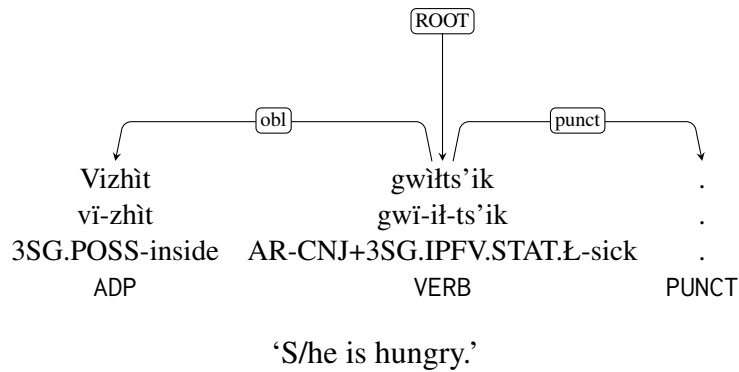 ROOT
obl punct
Vizhìt gwìłts’ik .
vï-zhìt gwï-ił-ts’ik .
3SG.POSS-inside AR-CNJ+3SG.IPFV.STAT.Ł-sick .
ADP VERB PUNCT
‘S/he is hungry.’